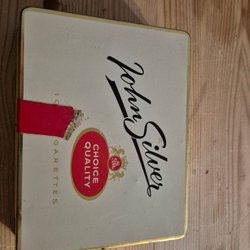 John Silver
CHOICE
QUALITY
CIGARETTES